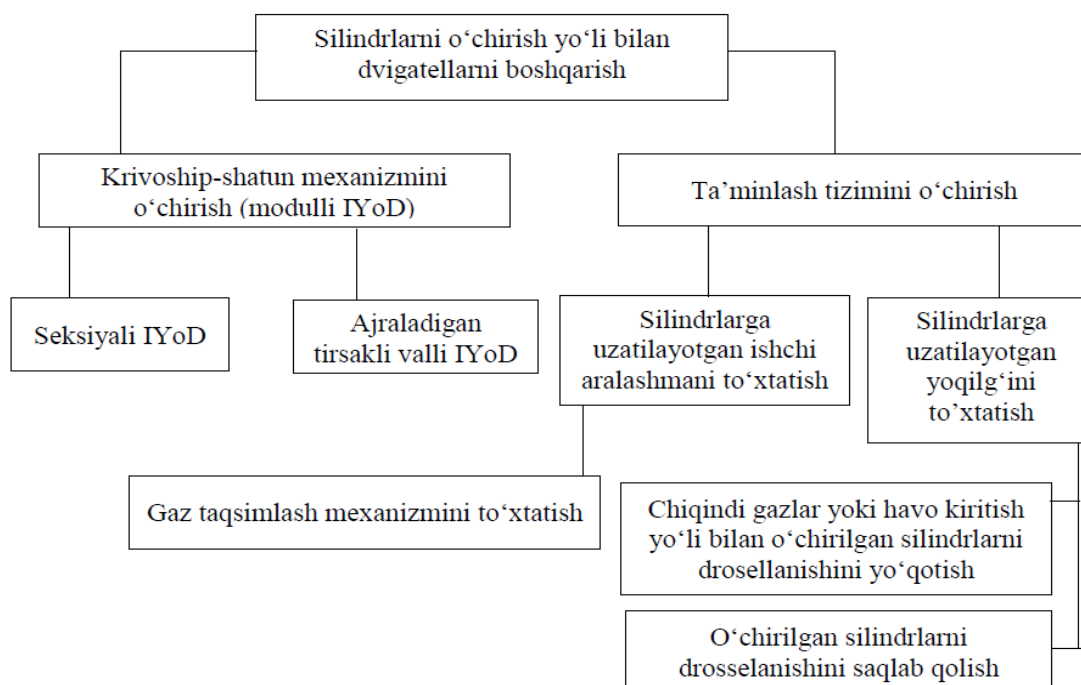 Silindrlarni o‘chirish yo‘li bilan
dvigatellarni boshqarish
Krivoship-shatun mexanizmini
o‘chirish (modulli IYoD)
Ta’minlash tizimini o‘chirish
Seksiyali IYoD
Ajraladigan
tirsakli valli IYoD
Silindrlarga
uzatilayotgan ishchi
aralashmani to‘xtatish
Silindrlarga
uzatilayotgan
yoqilg‘ini
to’xtatish
Gaz taqsimlash mexanizmini to‘xtatish
Chiqindi gazlar yoki havo kiritish
yo‘li bilan o‘chirilgan silindrlarni
drosellanishini yo‘qotish
O‘chirilgan silindrlarni
drosselanishini saqlab qolish